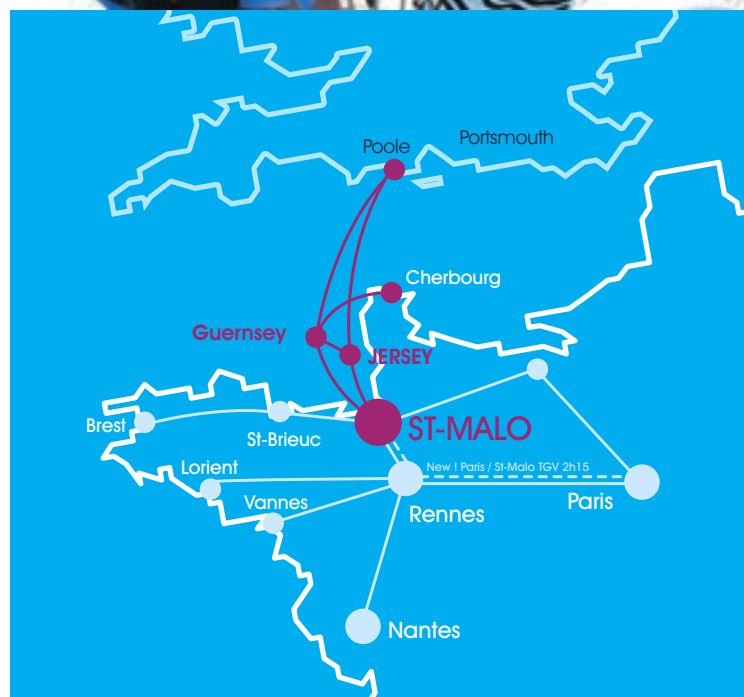 Portsmouth
Poole
Cherbourg
Guernsey
JERSEY
Brest
St-Brieuc
ST-MALO
Lorient
New ! Paris / St-Malo TGV 2h15
Vannes
Rennes
Paris
Nantes